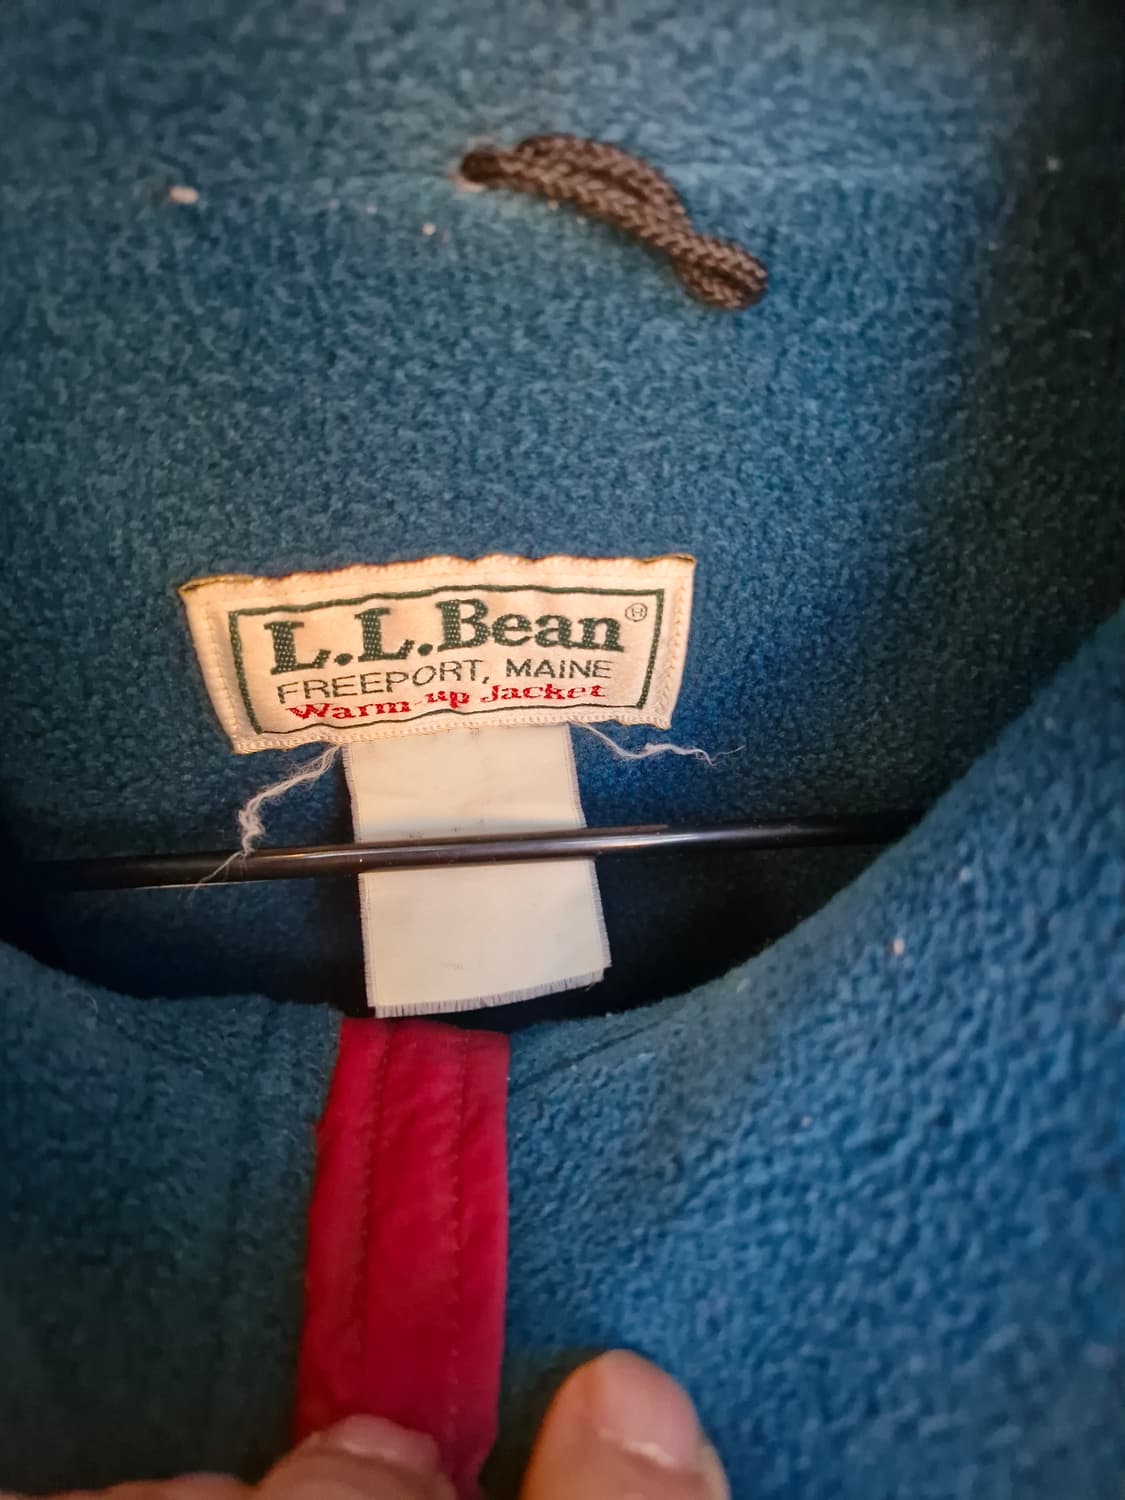 L.L.Bean®
FREEPORT, MAINE
Warm-up Jacket